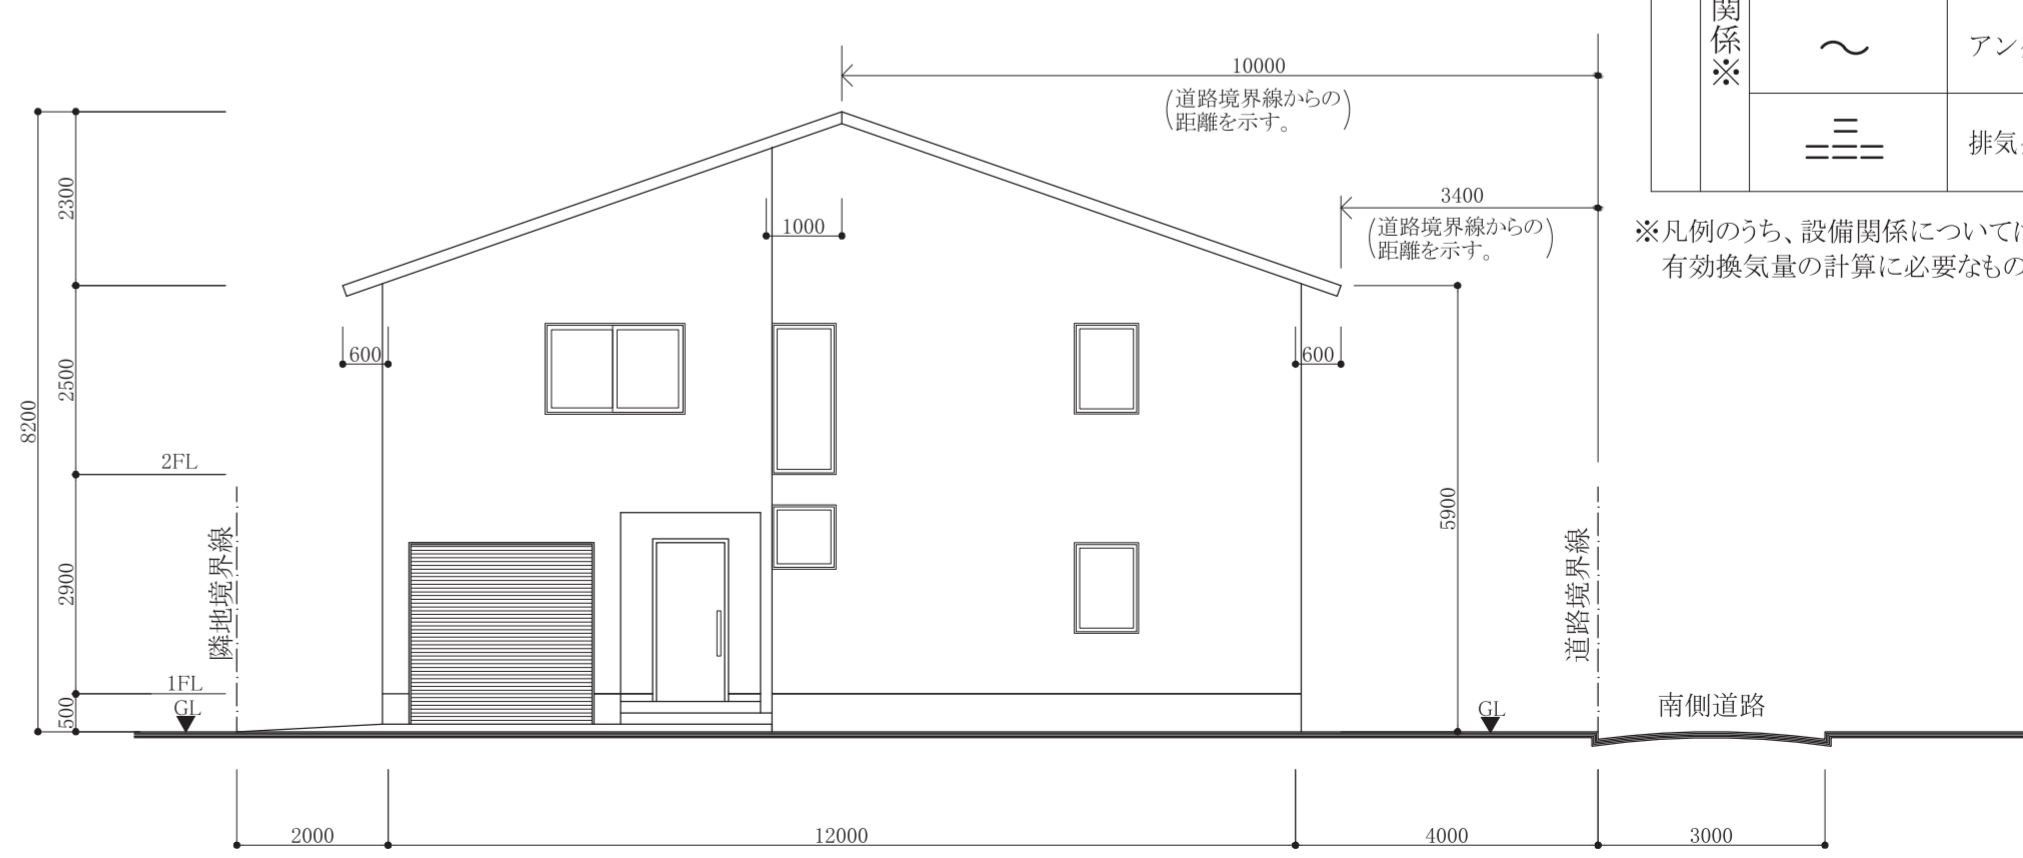 関係※
アン
排気
※凡例のうち、設備関係については
有効換気量の計算に必要なもの
10000
(道路境界線からの
距離を示す。)
3400
(道路境界線からの
距離を示す。)
1000
600
600
2300
2500
2900
500
8200
5900
2FL
1FL
GL
GL
隣地境界線
道路境界線
南側道路
2000
12000
4000
3000